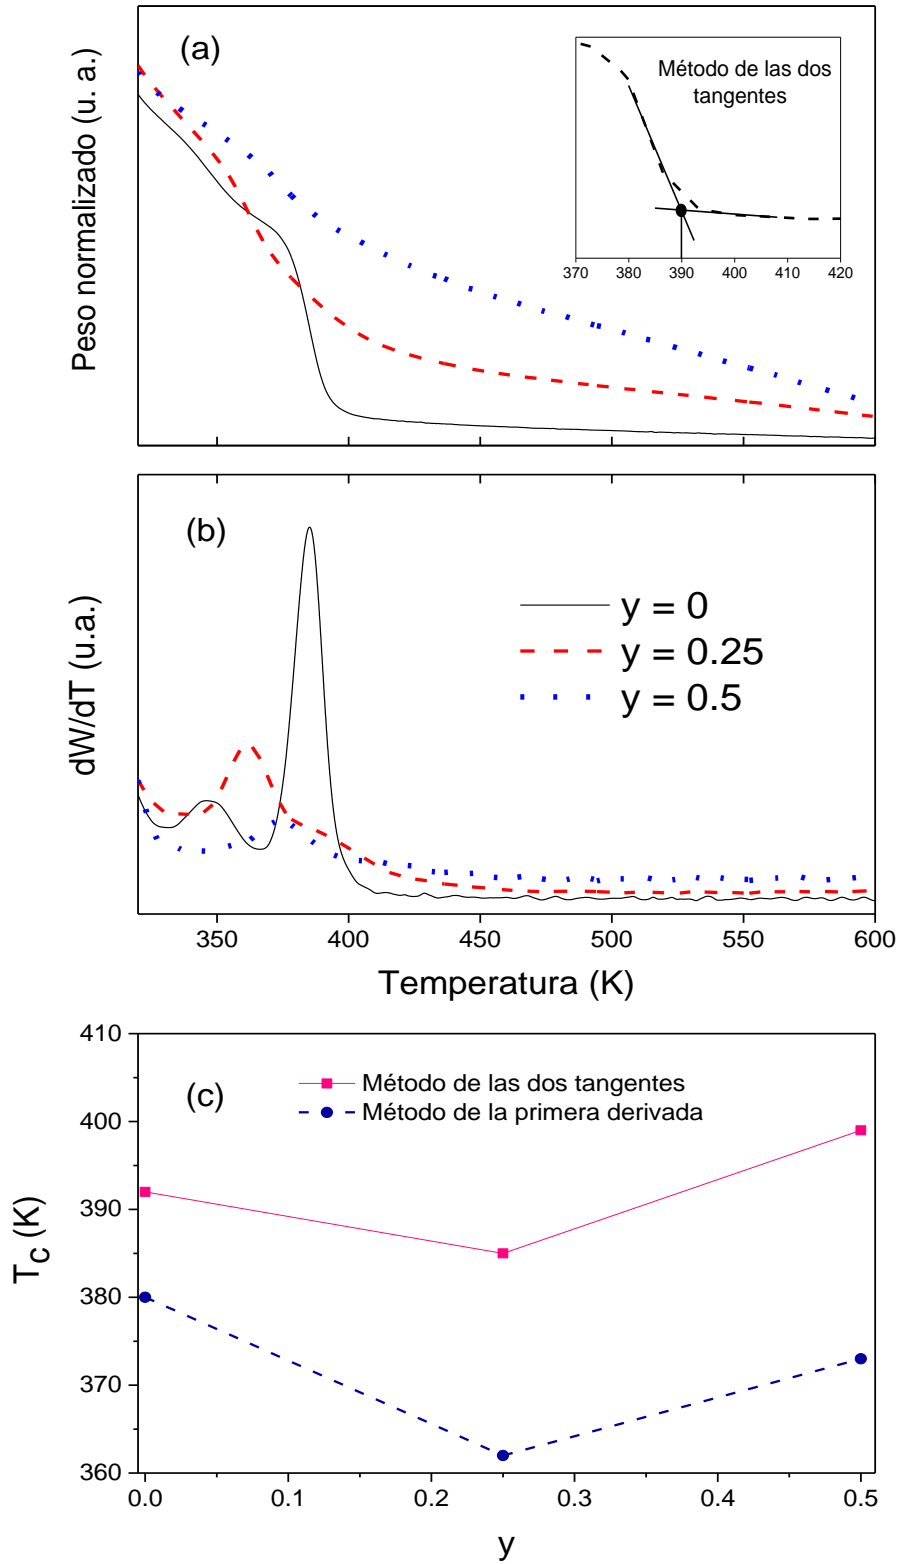 (a)
Peso normalizado (u. a.)
Método de las dos
tangentes
370 380 390 400 410 420
(b)
dW/dT (u.a.)
y = 0
y = 0.25
y = 0.5
350 400 450 500 550 600
Temperatura (K)
(c)
Método de las dos tangentes
Método de la primera derivada
T_C (K)
410
400
390
380
370
360
0.0 0.1 0.2 0.3 0.4 0.5
y